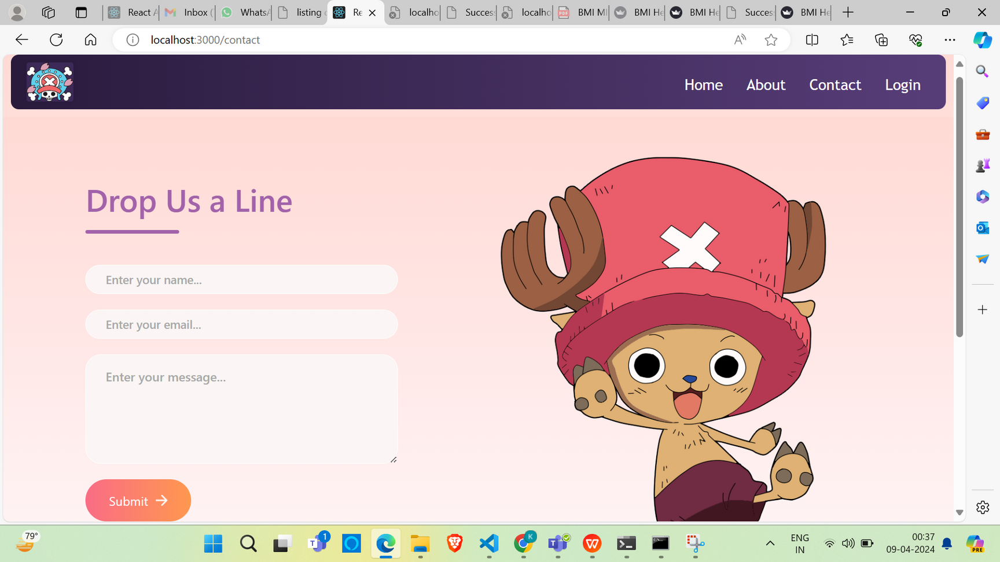 React A
Inbox (
WhatsA
listing o
Re
localho
Succes
localho
BMI MI
BMI He
BMI He
Succes
BMI He
localhost:3000/contact
Home About Contact Login
Drop Us a Line
Enter your name...
Enter your email...
Enter your message...
Submit
79°
1
K
ENG
IN
00:37
09-04-2024
PRE